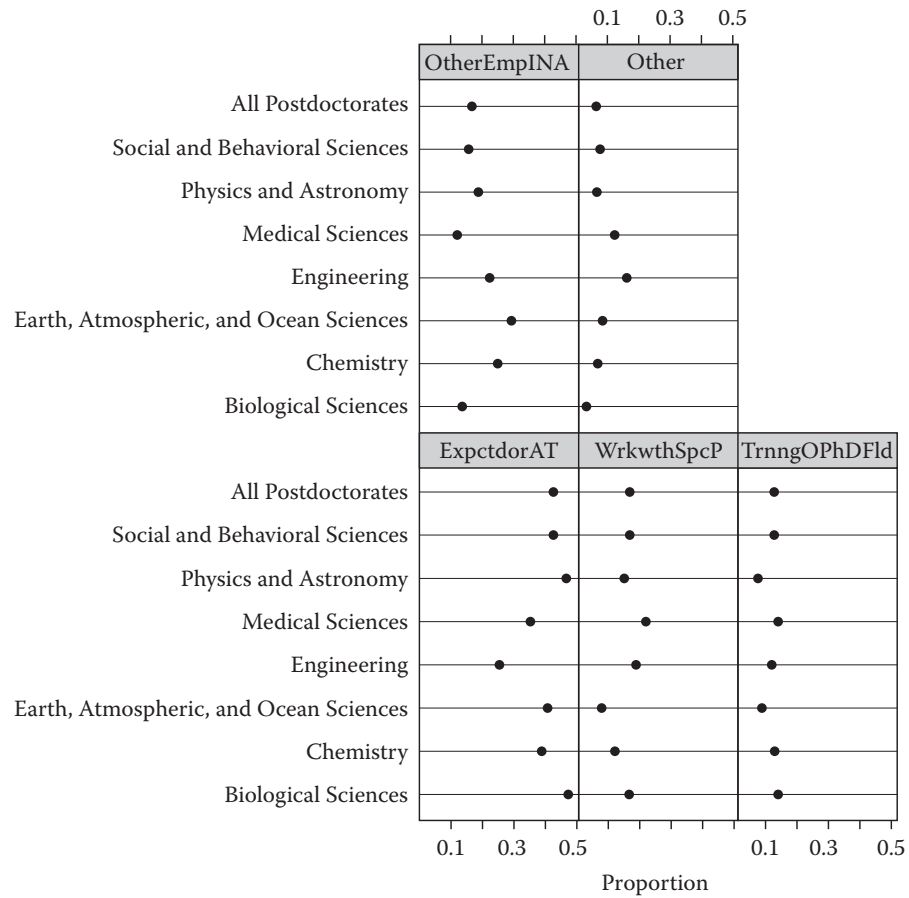 0.1 0.3 0.5
OtherEmpINA Other
All Postdoctorates
Social and Behavioral Sciences
Physics and Astronomy
Medical Sciences
Engineering
Earth, Atmospheric, and Ocean Sciences
Chemistry
Biological Sciences
ExpctdorAT WrkwthSpcP TrnngOPhDFld
All Postdoctorates
Social and Behavioral Sciences
Physics and Astronomy
Medical Sciences
Engineering
Earth, Atmospheric, and Ocean Sciences
Chemistry
Biological Sciences
0.1 0.3 0.5 0.1 0.3 0.5
Proportion